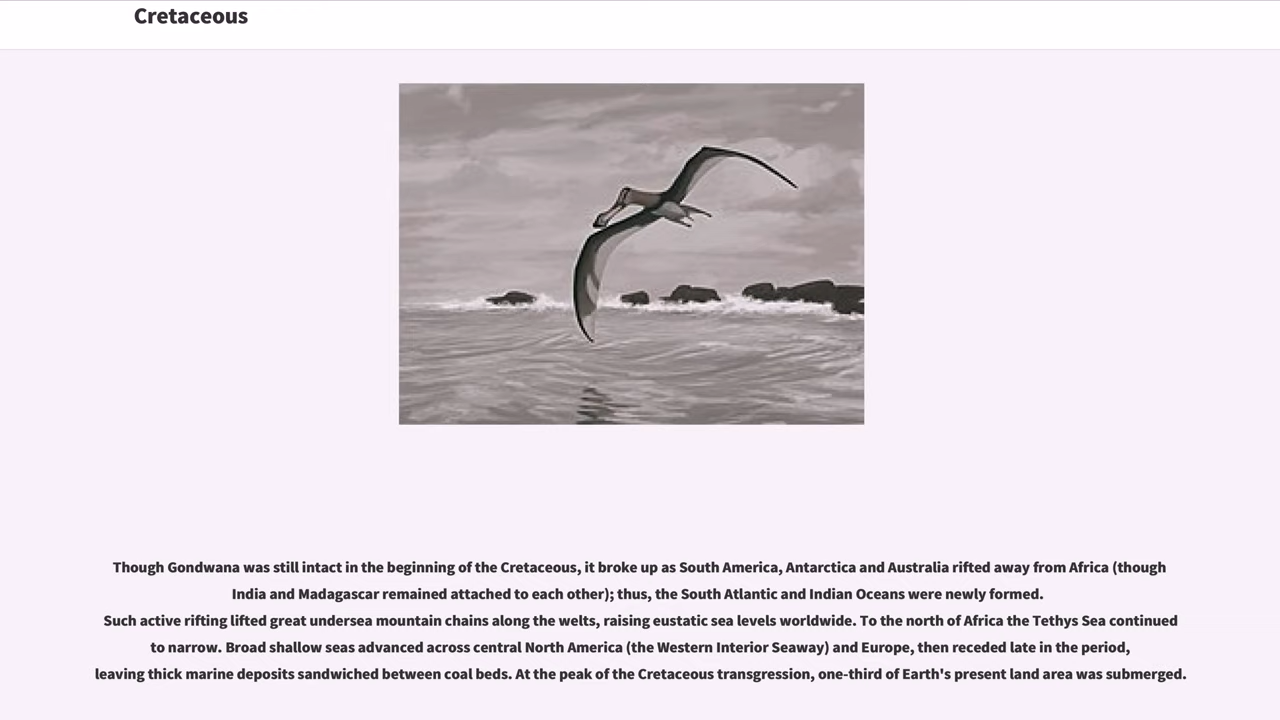 Cretaceous
Though Gondwana was still intact in the beginning of the Cretaceous, it broke up as South America, Antarctica and Australia rifted away from Africa (though
India and Madagascar remained attached to each other); thus, the South Atlantic and Indian Oceans were newly formed.
Such active rifting lifted great undersea mountain chains along the welts, raising eustatic sea levels worldwide. To the north of Africa the Tethys Sea continued
to narrow. Broad shallow seas advanced across central North America (the Western Interior Seaway) and Europe, then receded late in the period,
leaving thick marine deposits sandwiched between coal beds. At the peak of the Cretaceous transgression, one-third of Earth's present land area was submerged.